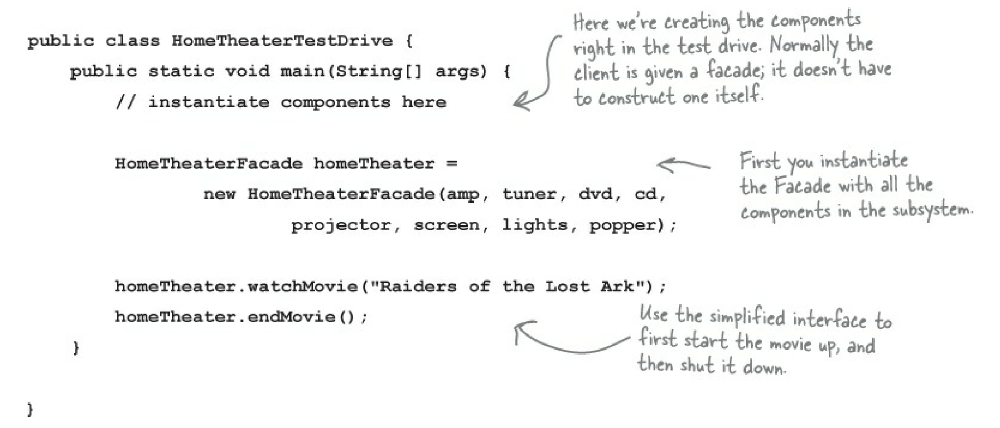 public class HomeTheaterTestDrive {
public static void main(String[] args) {
// instantiate components here
Here we're creating the components
right in the test drive. Normally the
client is given a facade; it doesn't have
to construct one itself.
HomeTheaterFacade homeTheater =
new HomeTheaterFacade(amp, tuner, dvd, cd,
projector, screen, lights, popper);
First you instantiate
the Facade with all the
components in the subsystem.
homeTheater.watchMovie("Raiders of the Lost Ark");
homeTheater.endMovie();
Use the simplified interface to
first start the movie up, and
then shut it down.
}
}